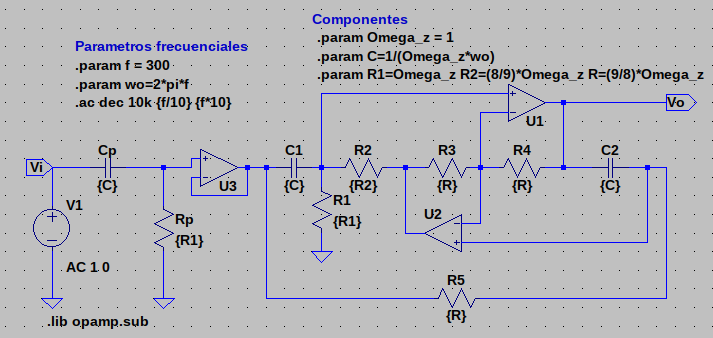 Componentes
.param Omega_z = 1
.param C=1/(Omega_z*wo)
.param R1=Omega_z R2=(8/9)*Omega_z R=(9/8)*Omega_z
Parametros frecuenciales
.param f = 300
.param wo=2*pi*f
.ac dec 10k {f/10} {f*10}
Vo
U1
Vi
Cp
{C}
U3
C1
{C}
R2
{R2}
R3
{R}
R4
{R}
C2
{C}
V1
AC 1 0
Rp
{R1}
R1
{R1}
U2
R5
{R}
.lib opamp.sub